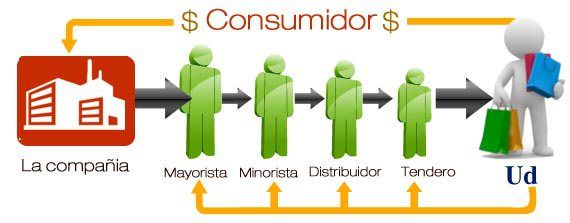 $ Consumidor $
La compañia
Mayorista
Minorista
Distribuidor
Tendero
Ud